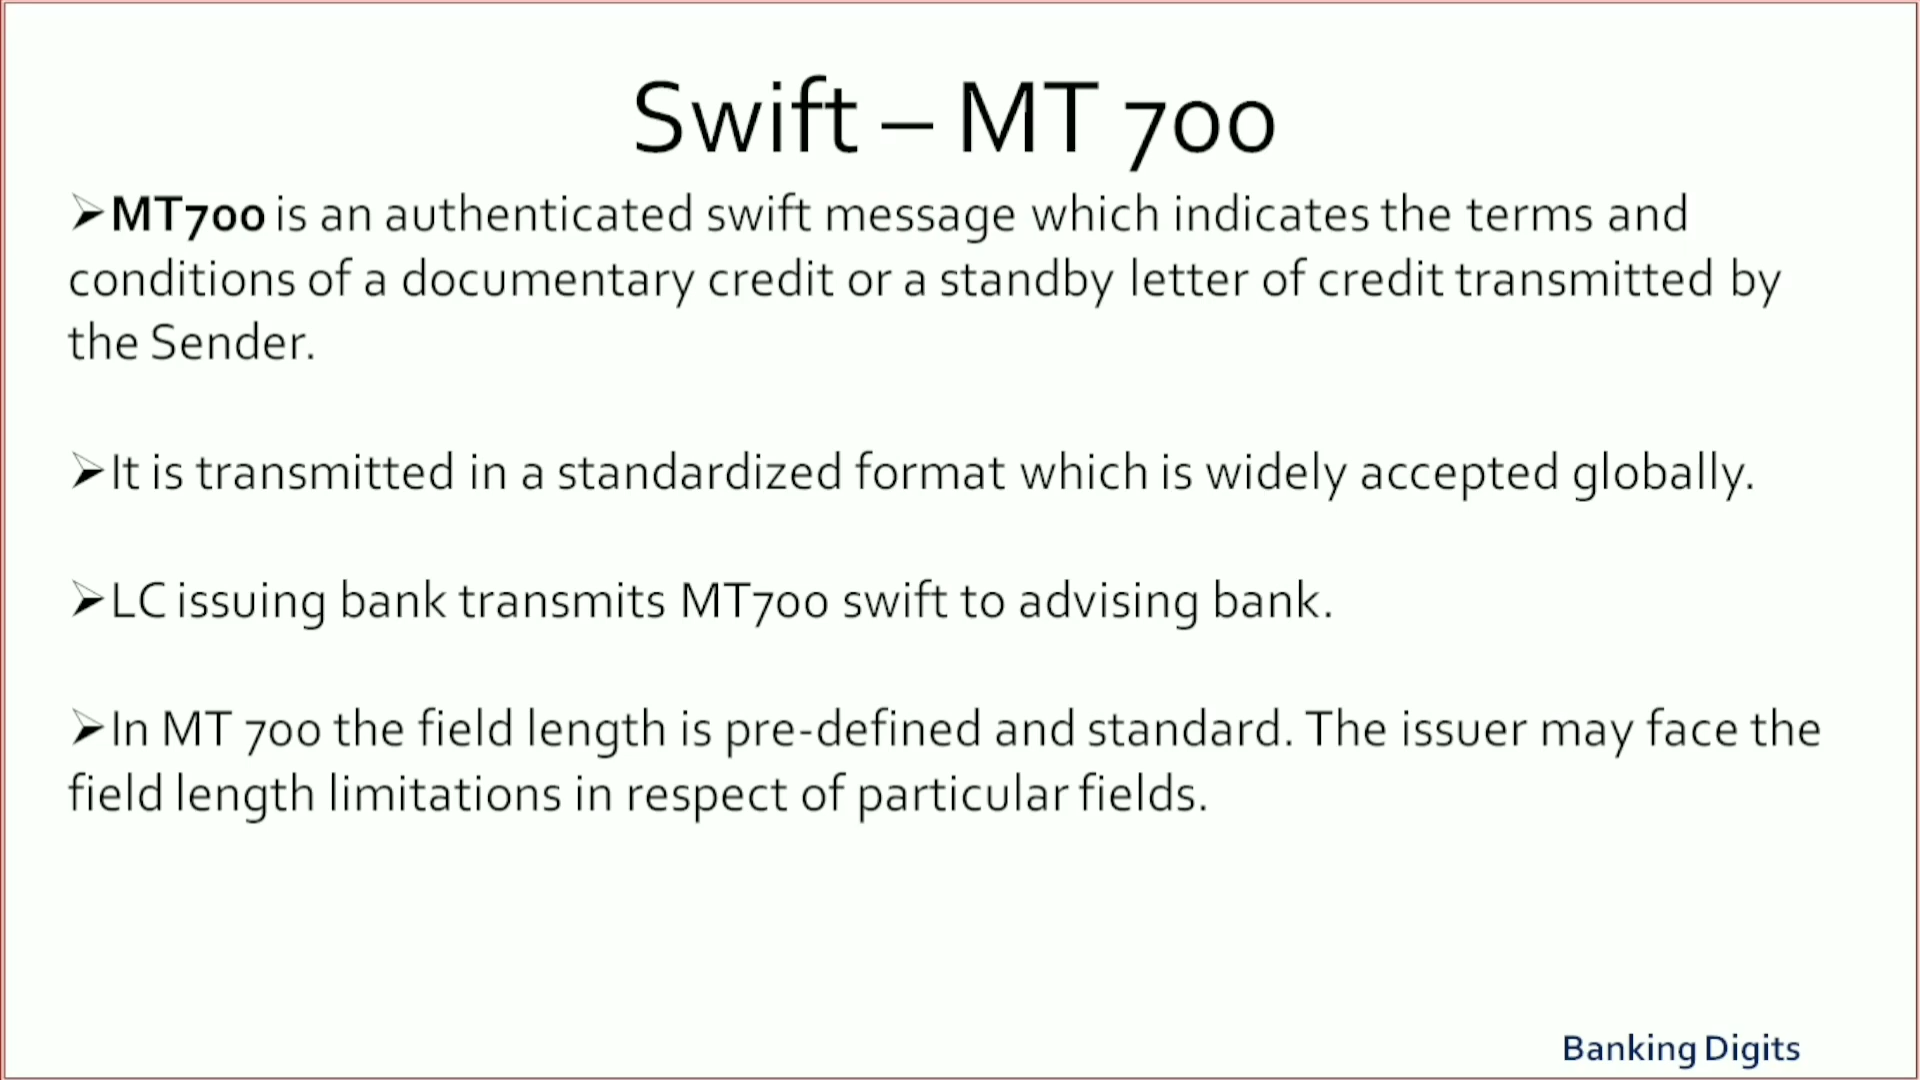 Swift – MT 700
➢MT700 is an authenticated swift message which indicates the terms and
conditions of a documentary credit or a standby letter of credit transmitted by
the Sender.
➢It is transmitted in a standardized format which is widely accepted globally.
➢LC issuing bank transmits MT700 swift to advising bank.
➢In MT 700 the field length is pre-defined and standard. The issuer may face the
field length limitations in respect of particular fields.
Banking Digits